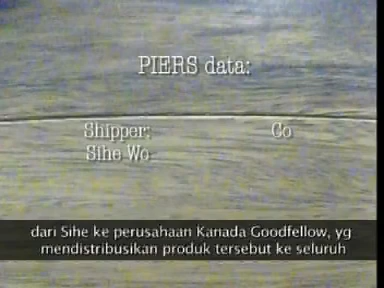 PIERS data:
Shipper: Co
Sihe Wo
dari Sihe ke perusahaan Kanada Goodfellow, yg
mendistribusikan produk tersebut ke seluruh